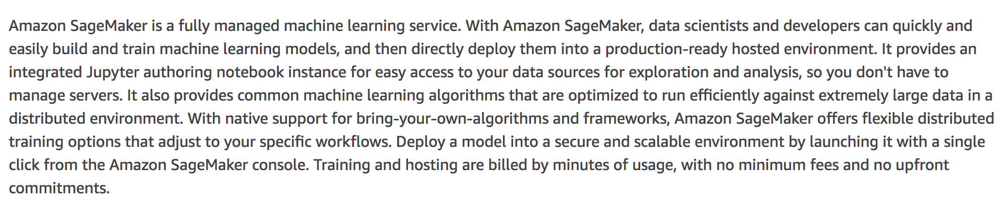 Amazon SageMaker is a fully managed machine learning service. With Amazon SageMaker, data scientists and developers can quickly and
easily build and train machine learning models, and then directly deploy them into a production-ready hosted environment. It provides an
integrated Jupyter authoring notebook instance for easy access to your data sources for exploration and analysis, so you don't have to
manage servers. It also provides common machine learning algorithms that are optimized to run efficiently against extremely large data in a
distributed environment. With native support for bring-your-own-algorithms and frameworks, Amazon SageMaker offers flexible distributed
training options that adjust to your specific workflows. Deploy a model into a secure and scalable environment by launching it with a single
click from the Amazon SageMaker console. Training and hosting are billed by minutes of usage, with no minimum fees and no upfront
commitments.